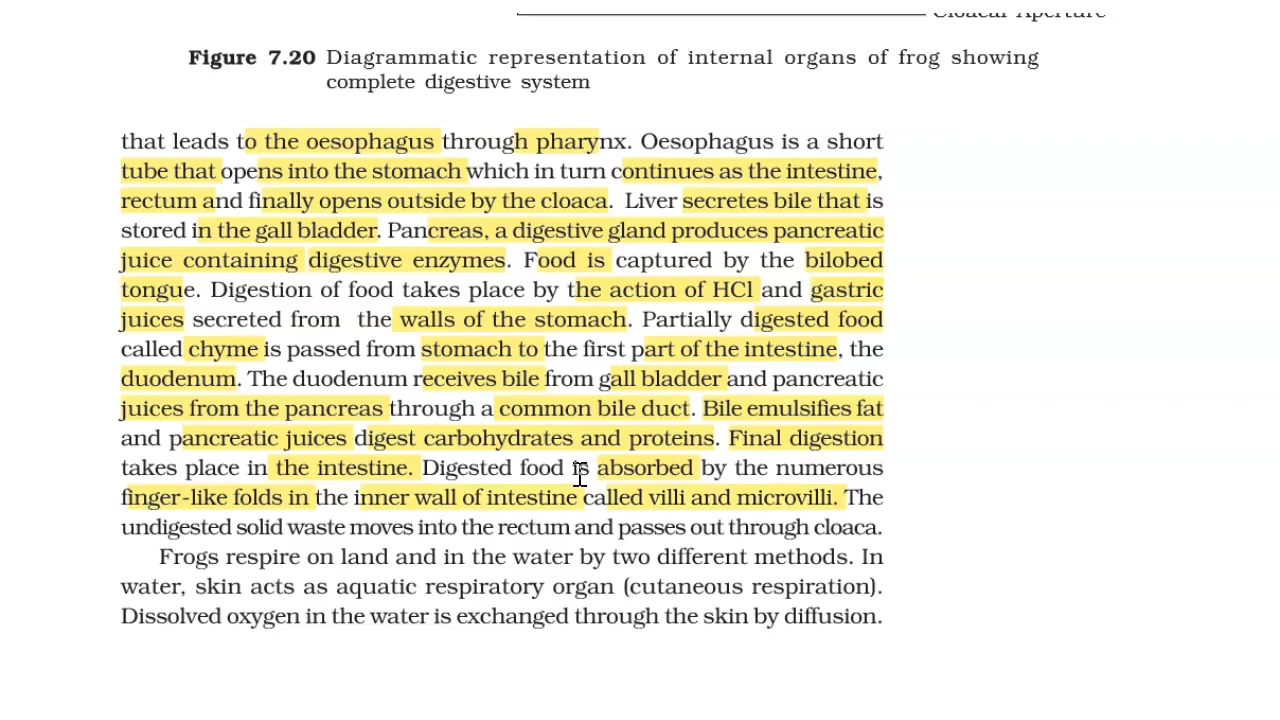 Cloacal Aperture
Figure 7.20 Diagrammatic representation of internal organs of frog showing
complete digestive system
that leads to the oesophagus through pharynx. Oesophagus is a short
tube that opens into the stomach which in turn continues as the intestine,
rectum and finally opens outside by the cloaca. Liver secretes bile that is
stored in the gall bladder. Pancreas, a digestive gland produces pancreatic
juice containing digestive enzymes. Food is captured by the bilobed
tongue. Digestion of food takes place by the action of HCl and gastric
juices secreted from the walls of the stomach. Partially digested food
called chyme is passed from stomach to the first part of the intestine, the
duodenum. The duodenum receives bile from gall bladder and pancreatic
juices from the pancreas through a common bile duct. Bile emulsifies fat
and pancreatic juices digest carbohydrates and proteins. Final digestion
takes place in the intestine. Digested food is absorbed by the numerous
finger-like folds in the inner wall of intestine called villi and microvilli. The
undigested solid waste moves into the rectum and passes out through cloaca.
Frogs respire on land and in the water by two different methods. In
water, skin acts as aquatic respiratory organ (cutaneous respiration).
Dissolved oxygen in the water is exchanged through the skin by diffusion.